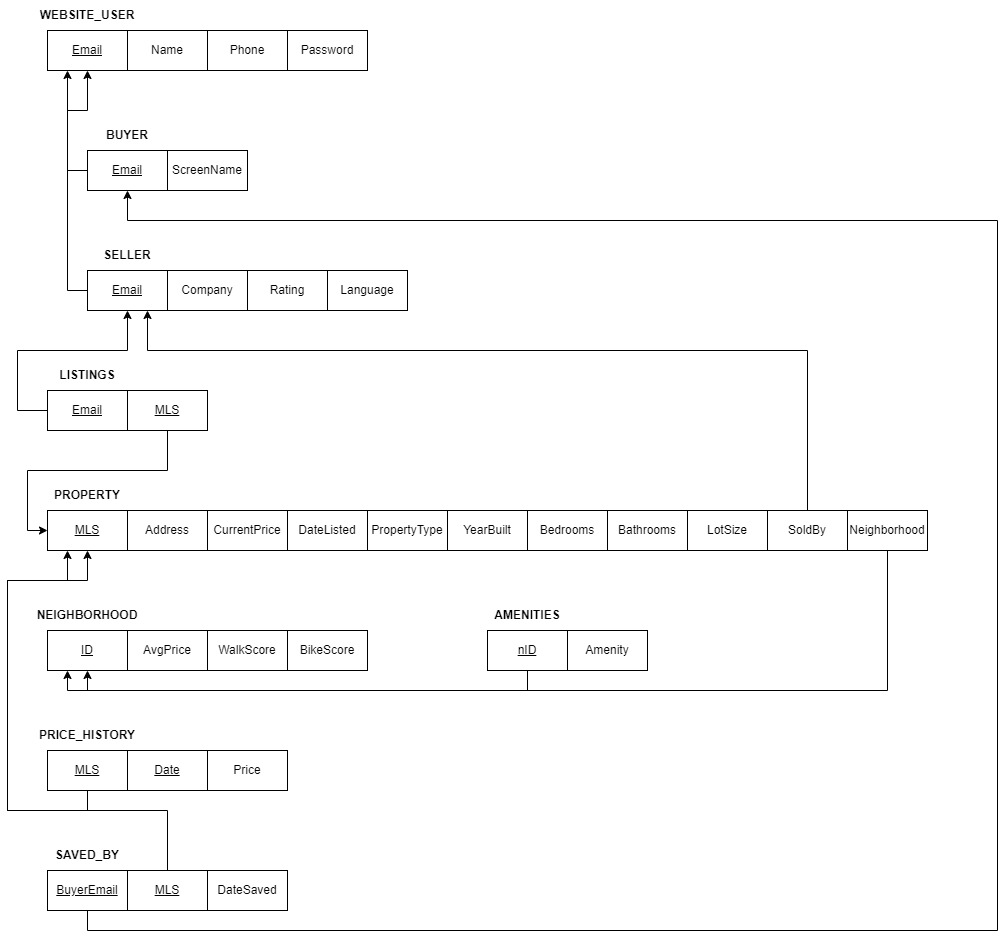 WEBSITE_USER
Email Name Phone Password
BUYER
Email ScreenName
SELLER
Email Company Rating Language
LISTINGS
Email MLS
PROPERTY
MLS Address CurrentPrice DateListed PropertyType YearBuilt Bedrooms Bathrooms LotSize SoldBy Neighborhood
NEIGHBORHOOD AMENITIES
ID AvgPrice WalkScore BikeScore nID Amenity
PRICE_HISTORY
MLS Date Price
SAVED_BY
BuyerEmail MLS DateSaved